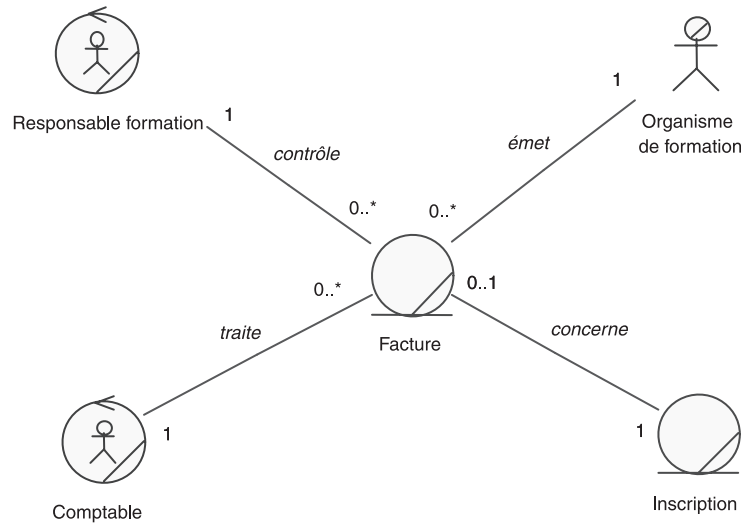 Responsable formation
1
contrôle
0..*
1
émet
0..*
Organisme
de formation
0..*
0..1
Facture
traite
concerne
1
1
Comptable
Inscription